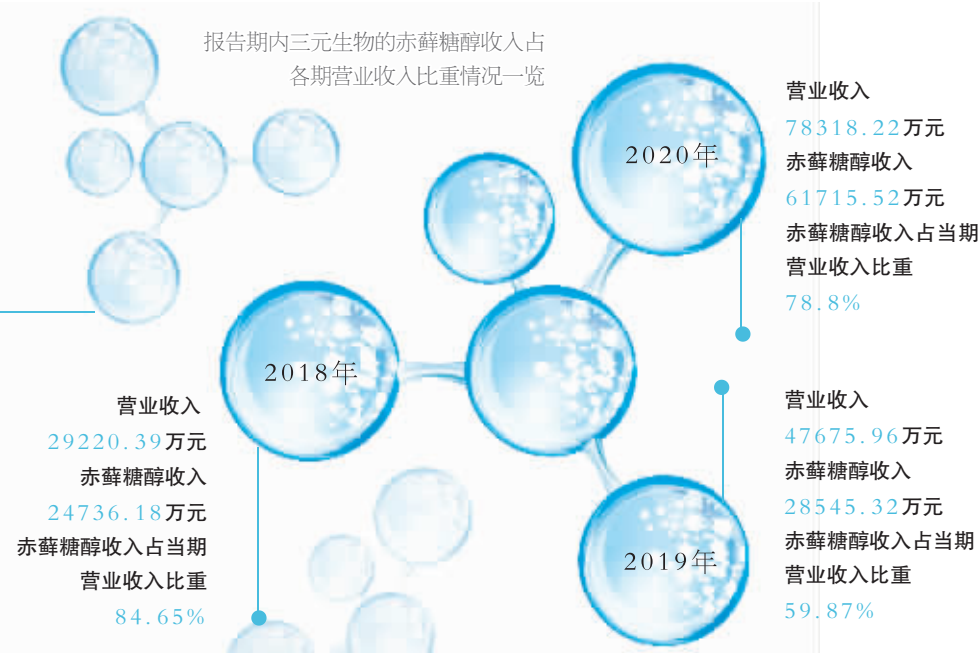 报告期内三元生物的赤藓糖醇收入占
各期营业收入比重情况一览
2018年
营业收入
29220.39万元
赤藓糖醇收入
24736.18万元
赤藓糖醇收入占当期
营业收入比重
84.65%
2020年
营业收入
78318.22万元
赤藓糖醇收入
61715.52万元
赤藓糖醇收入占当期
营业收入比重
78.8%
2019年
营业收入
47675.96万元
赤藓糖醇收入
28545.32万元
赤藓糖醇收入占当期
营业收入比重
59.87%